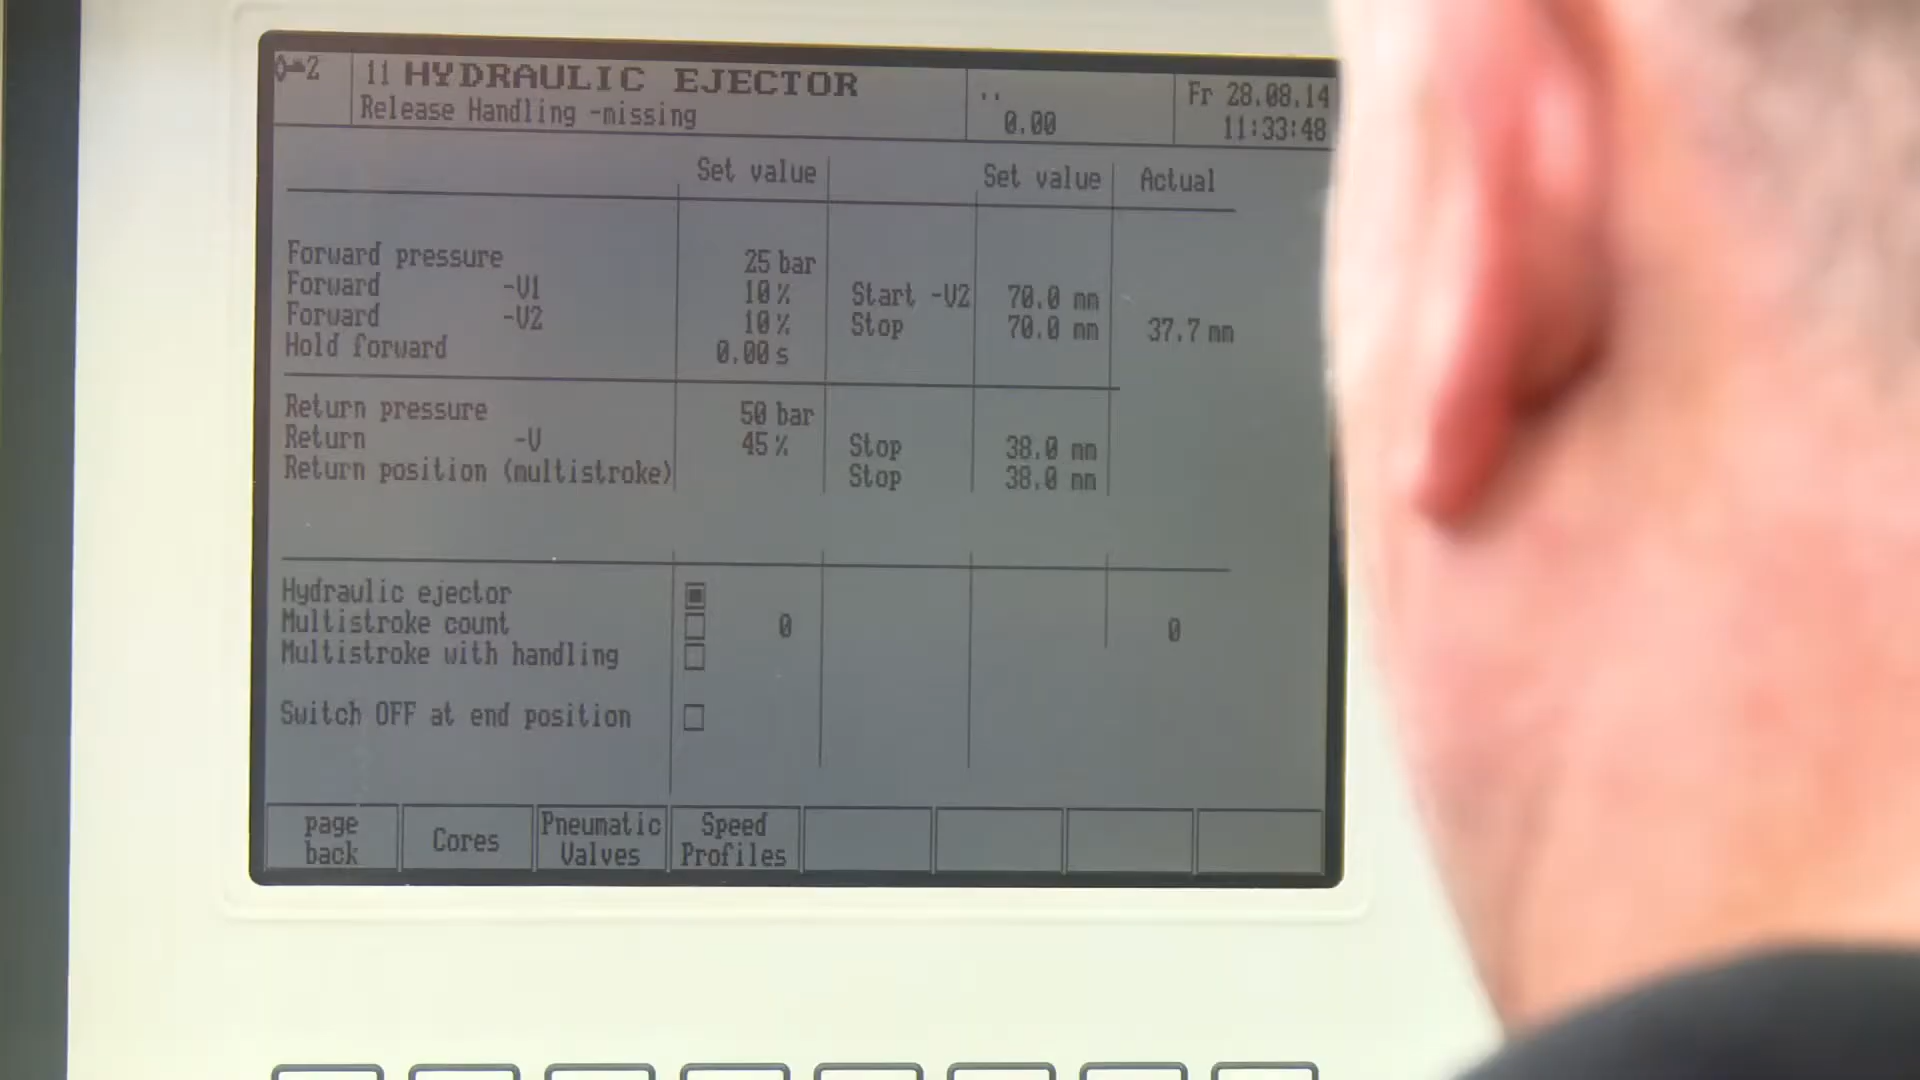 2
11 HYDRAULIC EJECTOR
Release Handling -missing
..
0.00
Fr 28.08.14
11:33:48
Set value Set value Actual
Forward pressure 25 bar
Forward -V1 10 % Start -V2 70.0 mm
Forward -V2 10 % Stop 70.0 mm 37.7 mm
Hold forward 0.00 s
Return pressure 50 bar
Return -V 45 % Stop 38.0 mm
Return position (multistroke) Stop 38.0 mm
Hydraulic ejector
Multistroke count 0 0
Multistroke with handling
Switch OFF at end position
page back
Cores
Pneumatic Valves
Speed Profiles